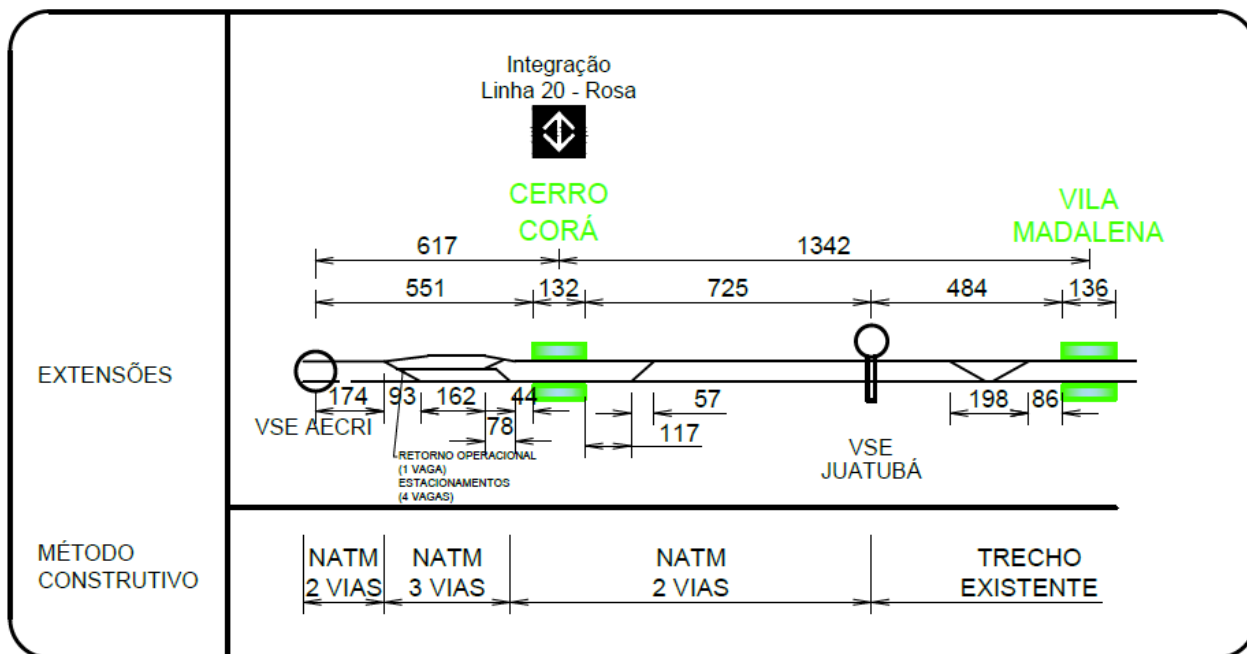 Integração
Linha 20 - Rosa
CERRO
CORÁ
VILA
MADALENA
617
1342
551
132
725
484
136
EXTENSÕES
174
93
162
44
57
198
86
VSE AECRI
78
117
RETORNO OPERACIONAL
(1 VAGA)
ESTACIONAMENTOS
(4 VAGAS)
VSE
JUATUBÁ
MÉTODO
CONSTRUTIVO
NATM
2 VIAS
NATM
3 VIAS
NATM
2 VIAS
TRECHO
EXISTENTE